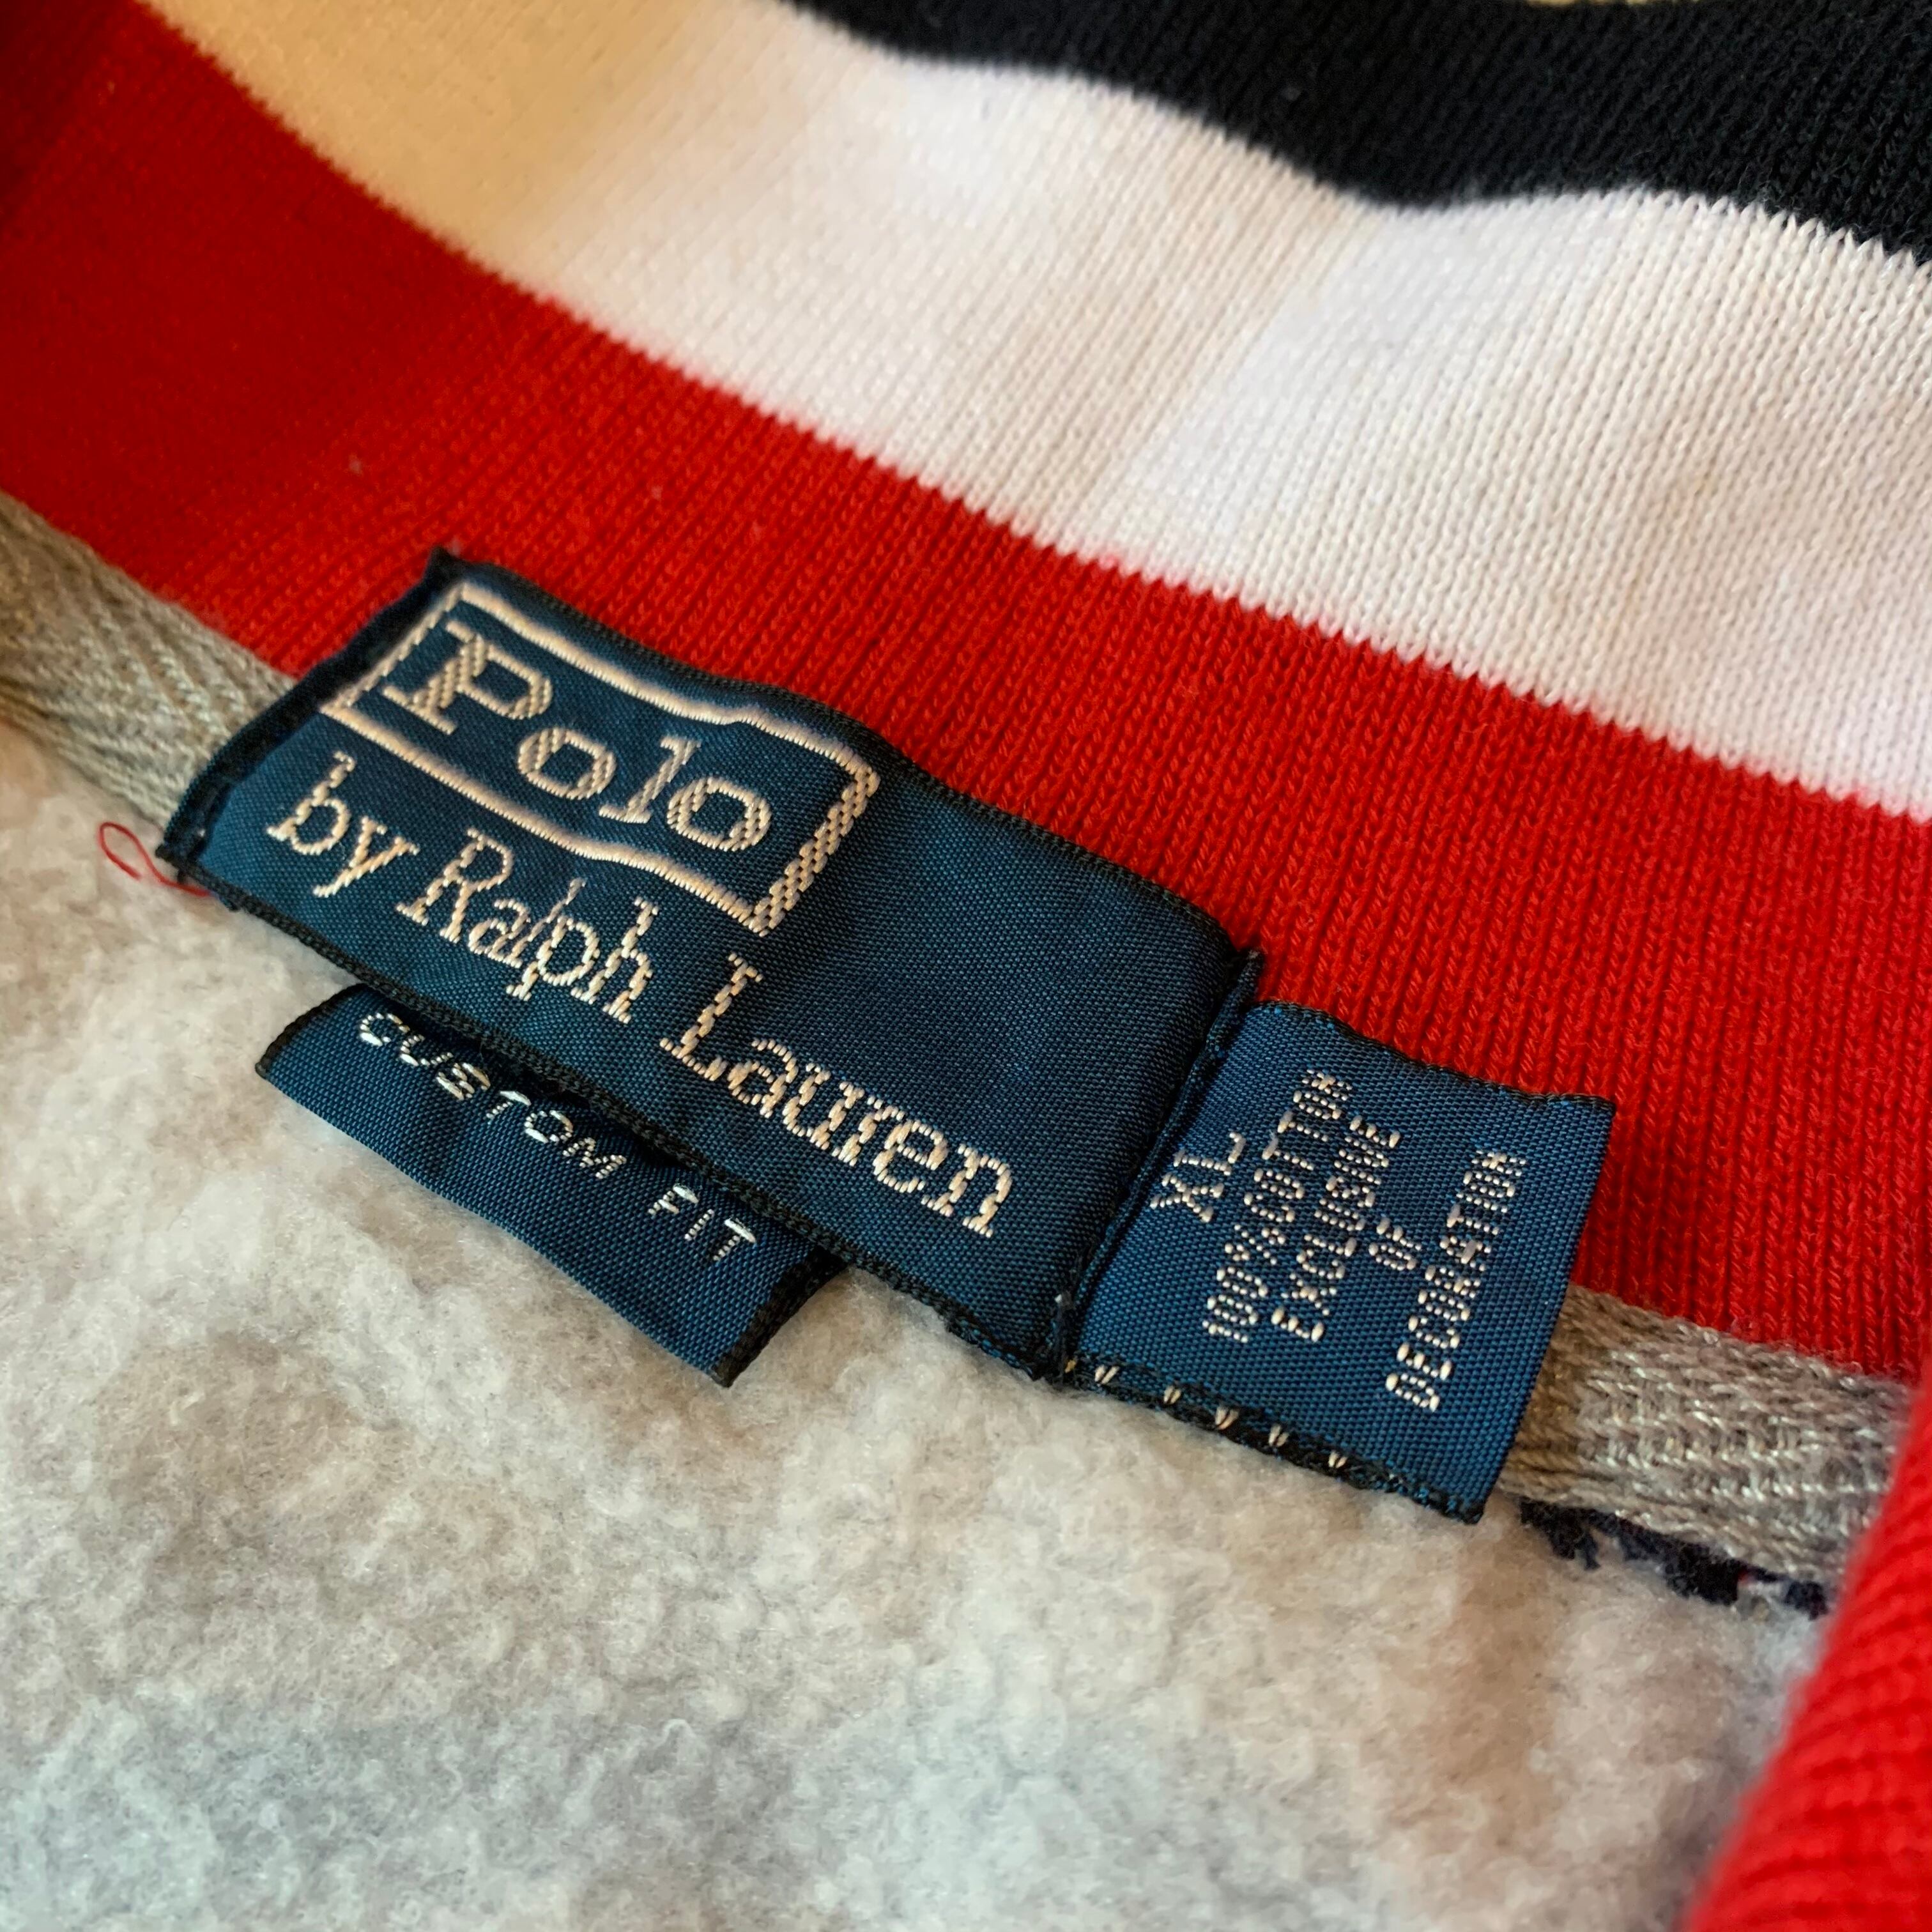 Polo
by Ralph Lauren
CUSTOM FIT
XL
100%COTTON
EXCLUSIVE
OF
DECORATION